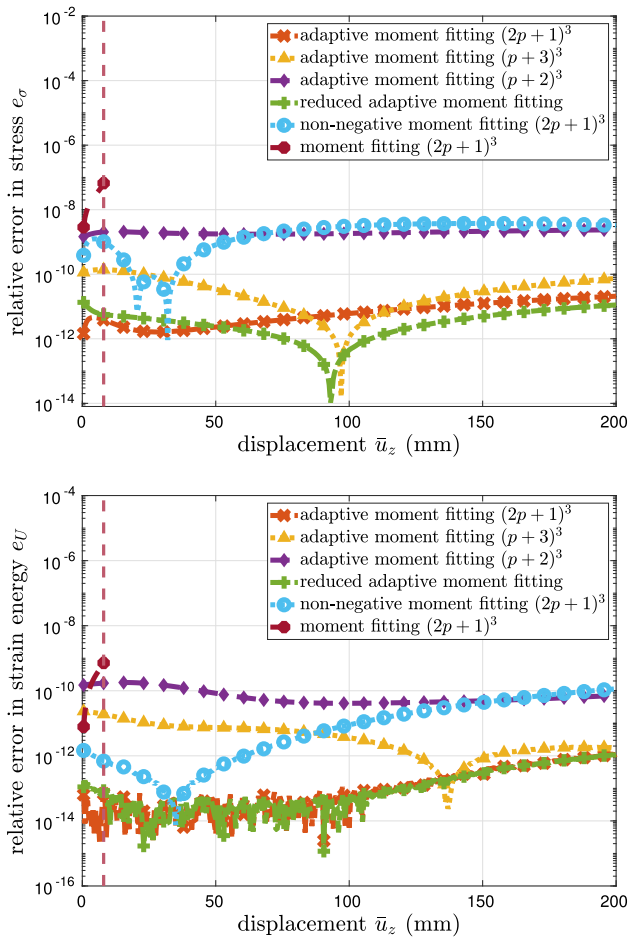 relative error in stress e_σ
10^-2
10^-4
10^-6
10^-8
10^-10
10^-12
10^-14
adaptive moment fitting (2p + 1)^3
adaptive moment fitting (p + 3)^3
adaptive moment fitting (p + 2)^3
reduced adaptive moment fitting
non-negative moment fitting (2p + 1)^3
moment fitting (2p + 1)^3
0 50 100 150 200
displacement ū_z (mm)
relative error in strain energy e_U
10^-4
10^-6
10^-8
10^-10
10^-12
10^-14
10^-16
adaptive moment fitting (2p + 1)^3
adaptive moment fitting (p + 3)^3
adaptive moment fitting (p + 2)^3
reduced adaptive moment fitting
non-negative moment fitting (2p + 1)^3
moment fitting (2p + 1)^3
0 50 100 150 200
displacement ū_z (mm)